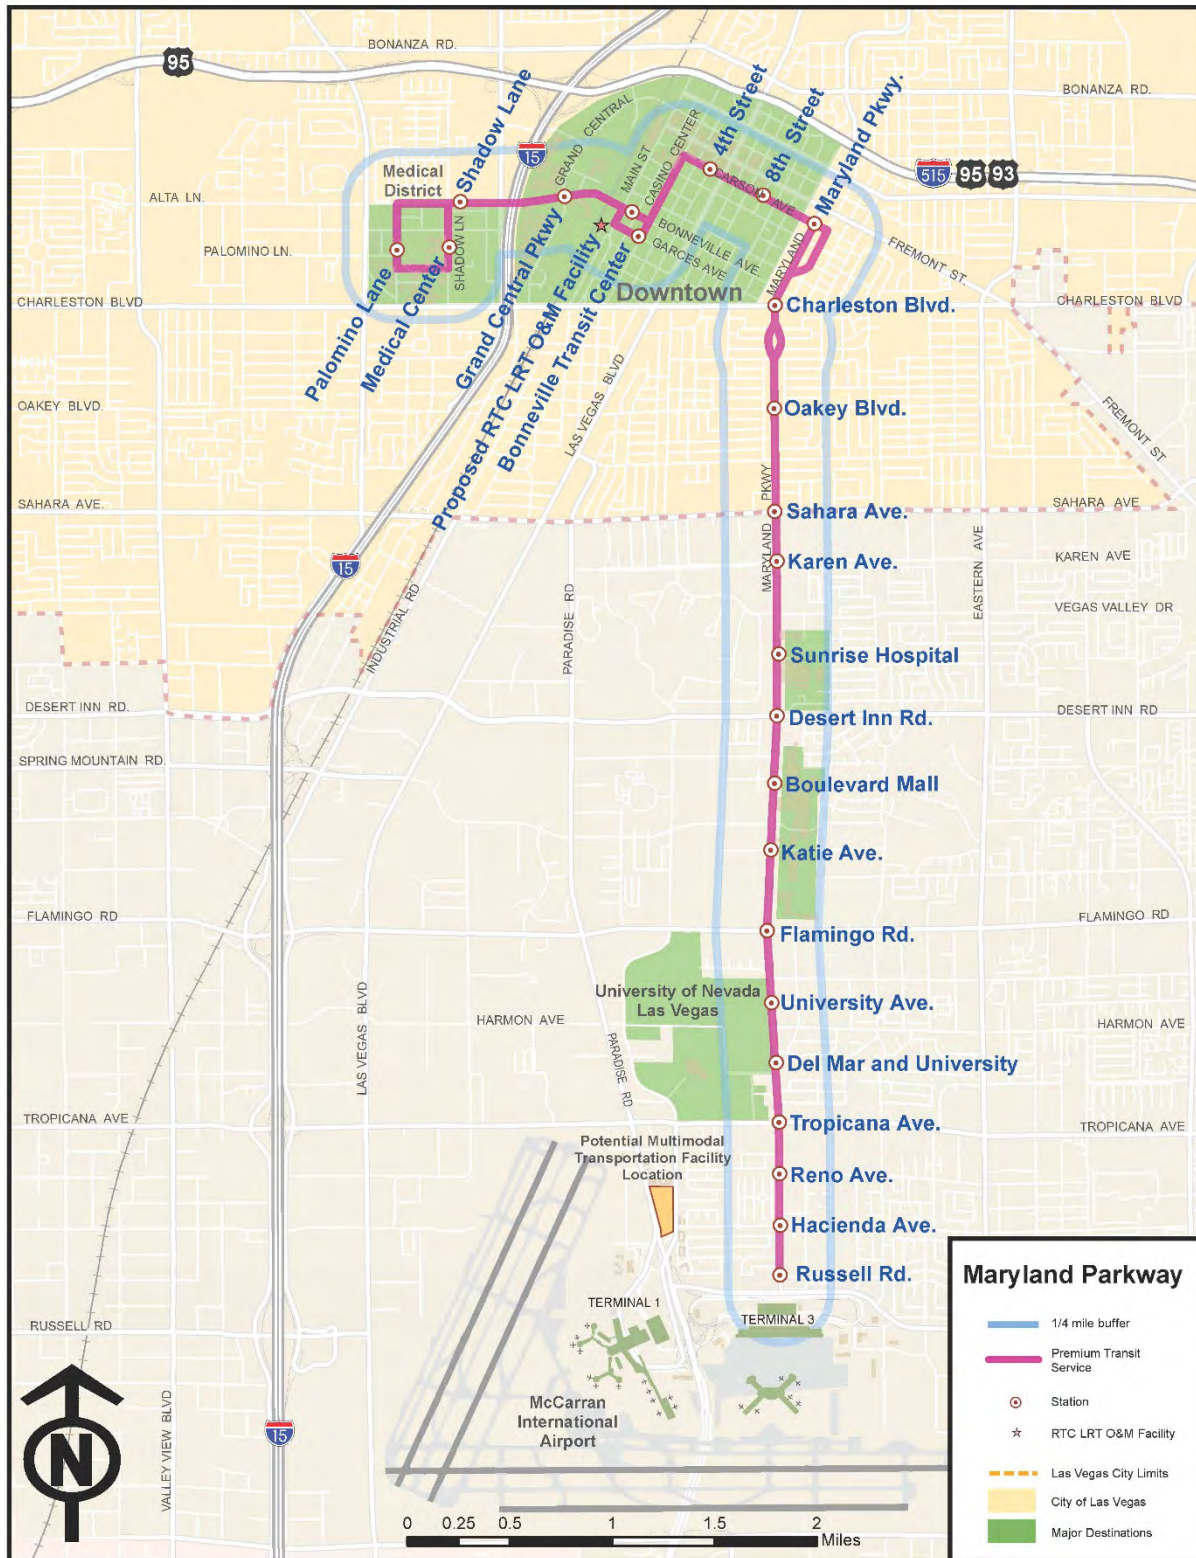 BONANZA RD.
95
BONANZA RD.
Shadow Lane
GRAND CENTRAL
MAIN ST
CASINO CENTER
4th Street
8th Street
Maryland Pkwy.
15
515
95
93
Medical
District
ALTA LN.
CARSON AVE
PALOMINO LN.
SHADOW LN
BONNEVILLE AVE.
GARCES AVE
MARYLAND
FREMONT ST.
Downtown
CHARLESTON BLVD
Charleston Blvd.
CHARLESTON BLVD
Palomino Lane
Medical Center
Grand Central Pkwy
Proposed RTC LRT O&M Facility
Bonneville Transit Center
OAKEY BLVD.
LAS VEGAS BLVD
Oakey Blvd.
FREMONT ST
SAHARA AVE.
MARYLAND PKWY
Sahara Ave.
SAHARA AVE
15
INDUSTRIAL RD
PARADISE RD
Karen Ave.
EASTERN AVE
KAREN AVE
VEGAS VALLEY DR
Sunrise Hospital
DESERT INN RD.
Desert Inn Rd.
DESERT INN RD
SPRING MOUNTAIN RD.
Boulevard Mall
Katie Ave.
FLAMINGO RD
Flamingo Rd.
FLAMINGO RD
University of Nevada
Las Vegas
University Ave.
LAS VEGAS BLVD
HARMON AVE
HARMON AVE
PARADISE RD
Del Mar and University
TROPICANA AVE
Tropicana Ave.
TROPICANA AVE
Potential Multimodal
Transportation Facility
Location
Reno Ave.
Hacienda Ave.
Russell Rd.
TERMINAL 1
TERMINAL 3
RUSSELL RD
McCarran
International
Airport
VALLEY VIEW BLVD
15
N
0 0.25 0.5 1 1.5 2
Miles
Maryland Parkway
1/4 mile buffer
Premium Transit
Service
Station
RTC LRT O&M Facility
Las Vegas City Limits
City of Las Vegas
Major Destinations